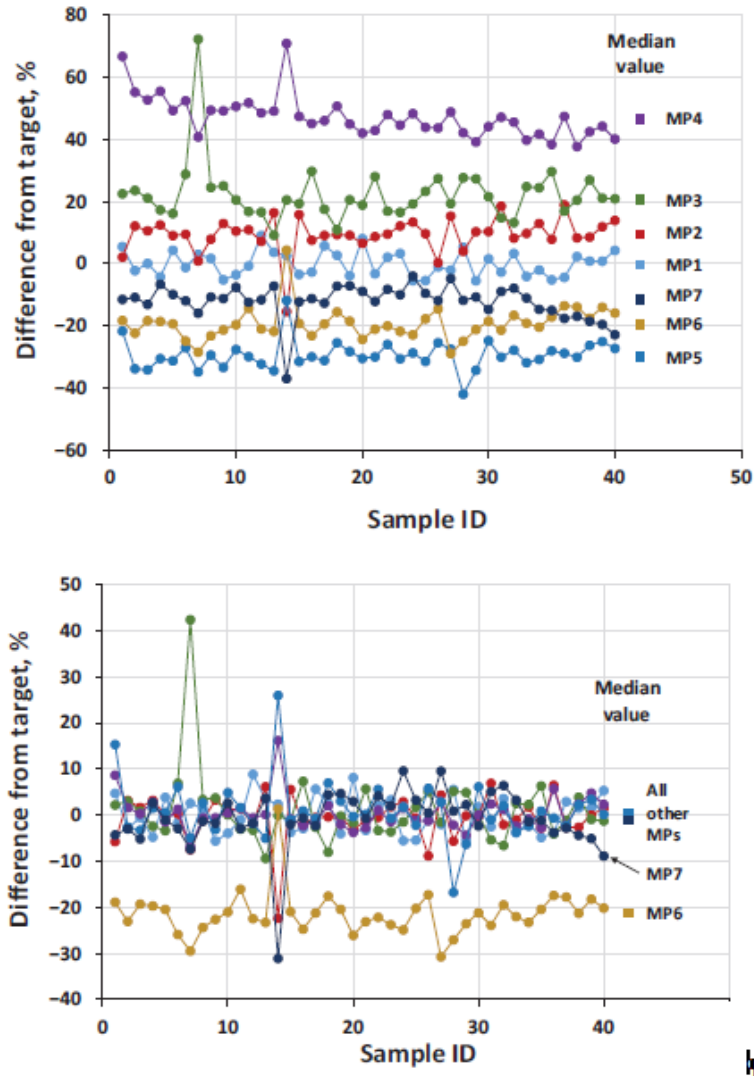 80
60
40
20
0
−20
−40
−60
0
10
20
30
40
50
Difference from target, %
Sample ID
Median
value
MP4
MP3
MP2
MP1
MP7
MP6
MP5
50
40
30
20
10
0
−10
−20
−30
−40
0
10
20
30
40
50
Difference from target, %
Sample ID
Median
value
All
other
MPs
MP7
MP6